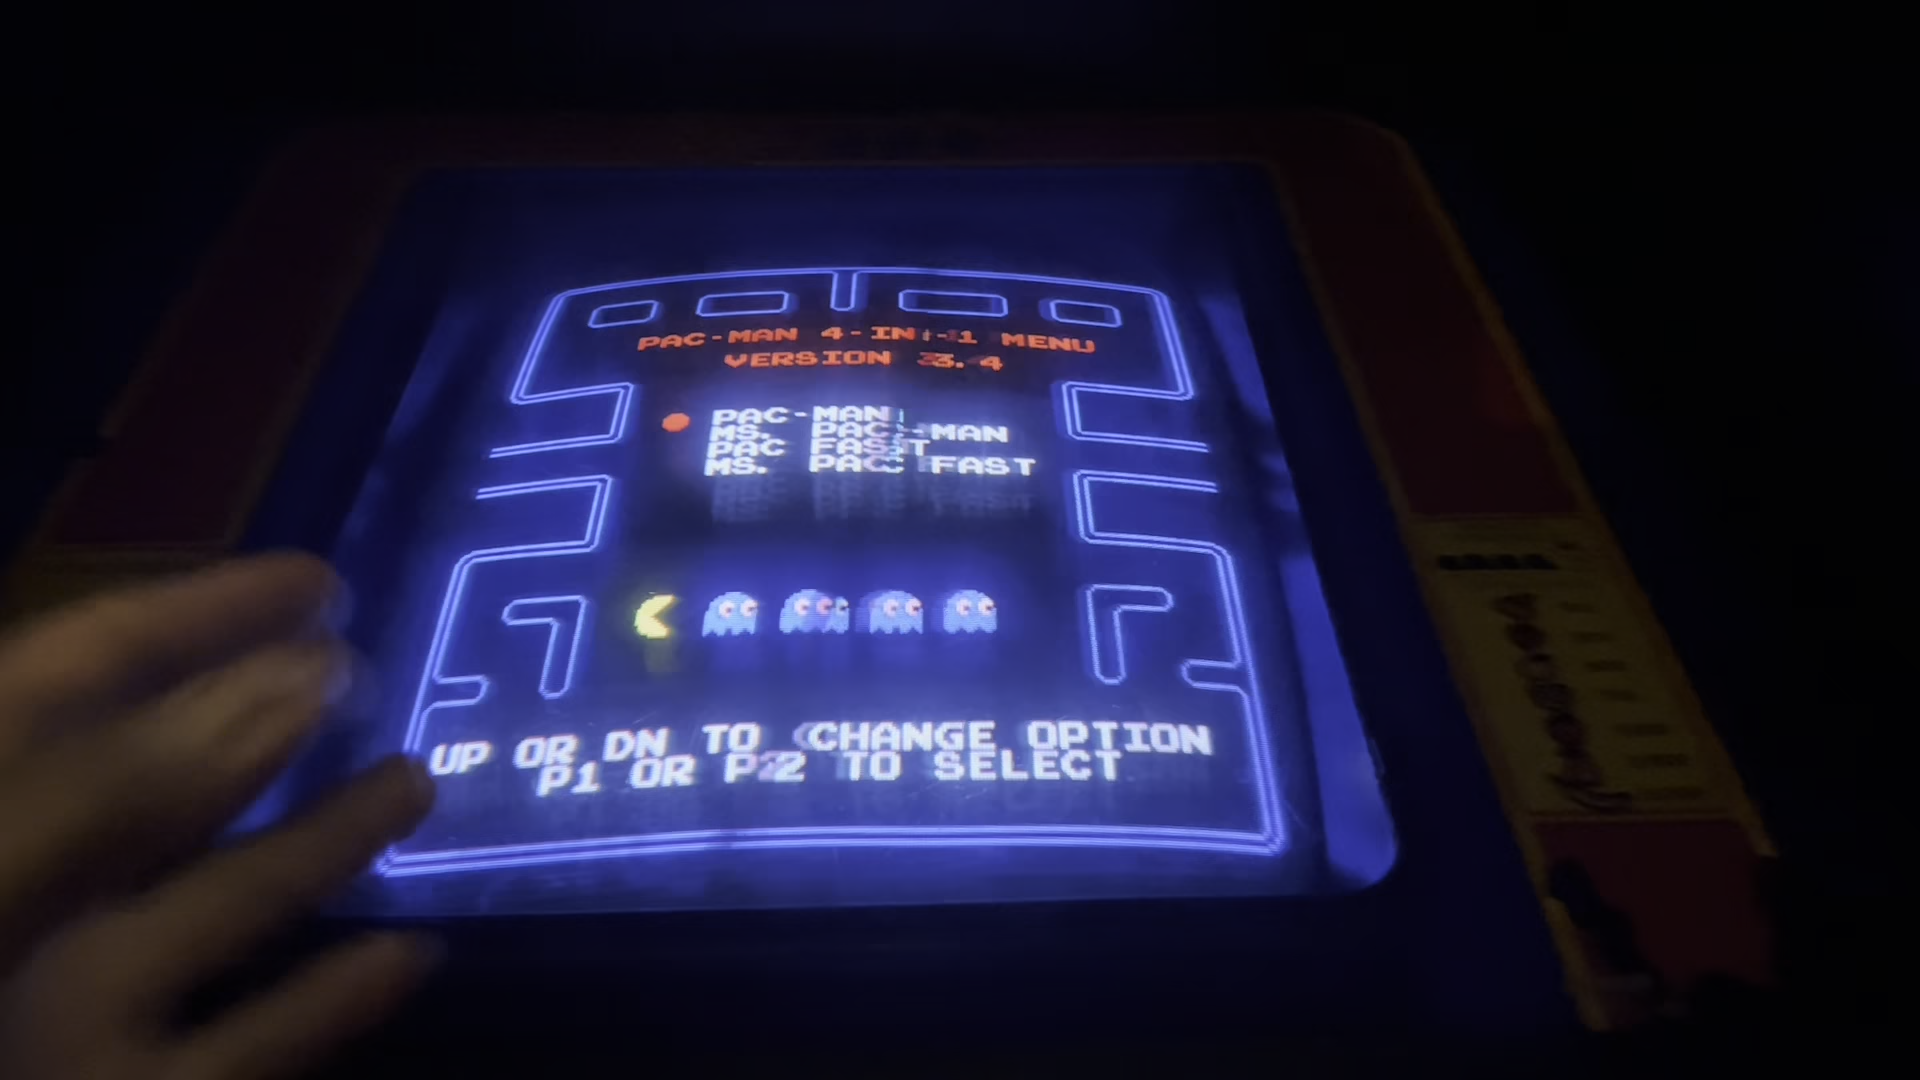 PAC-MAN 4-IN-1 MENU
VERSION 3.4
PAC-MAN
MS. PAC-MAN
PAC FAST
MS. PAC FAST
UP OR DN TO CHANGE OPTION
P1 OR P2 TO SELECT